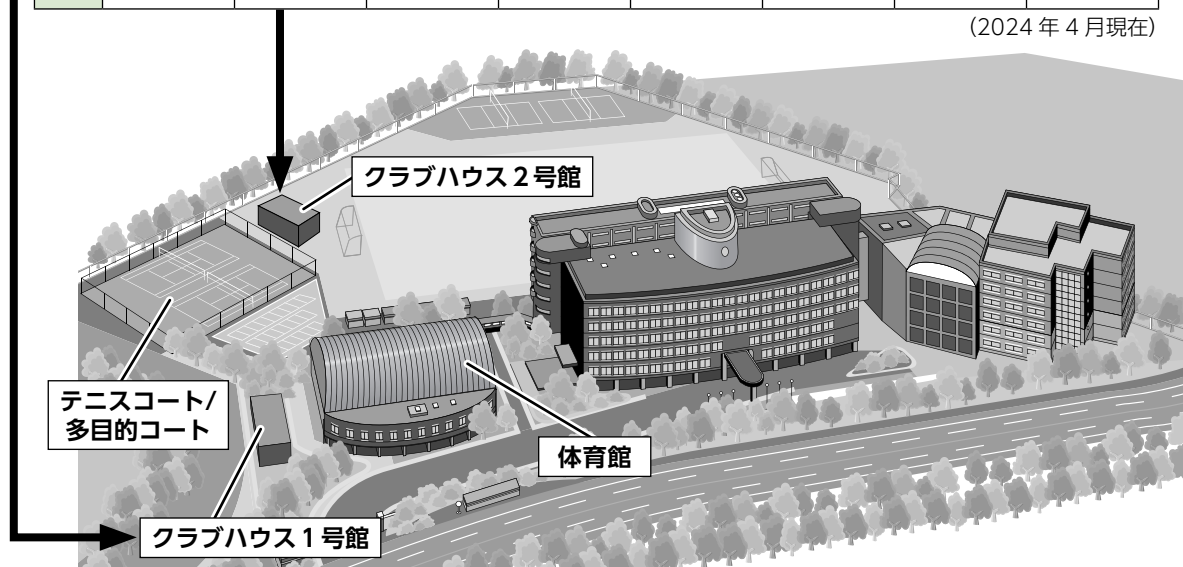 (2024 年 4 月現在)
クラブハウス 2 号館
テニスコート/
多目的コート
体育館
クラブハウス 1 号館